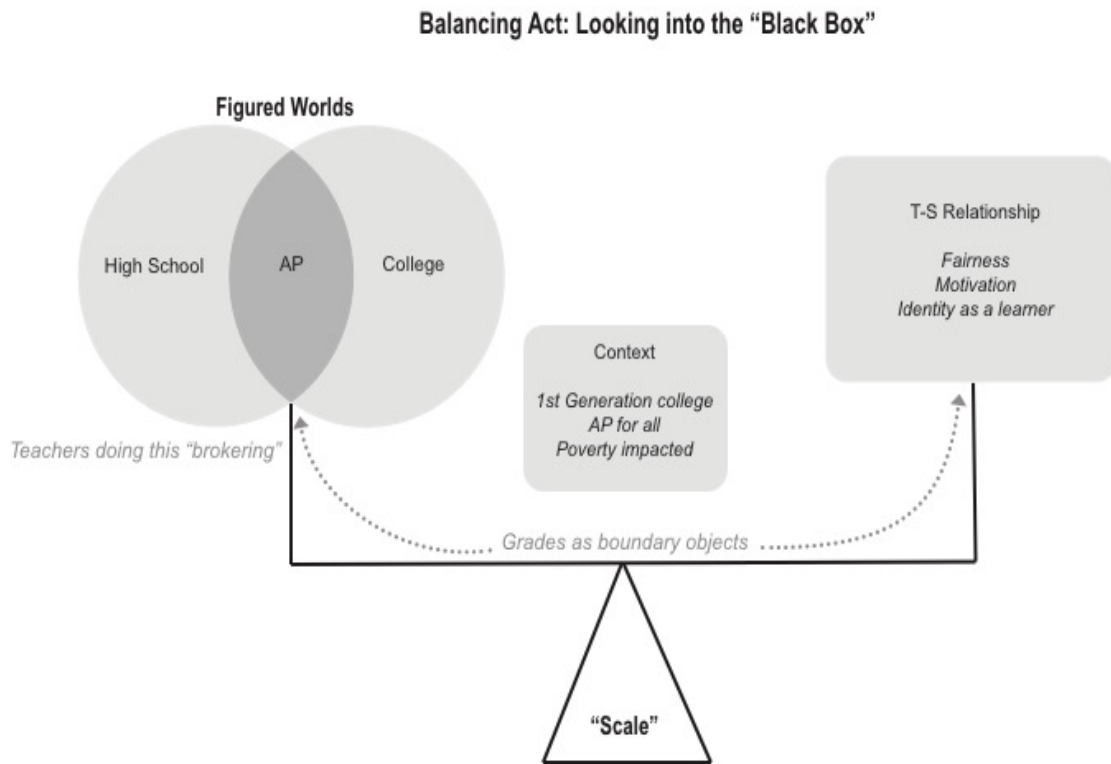 Balancing Act: Looking into the “Black Box”
Figured Worlds
High School
AP
College
T-S Relationship
Fairness
Motivation
Identity as a learner
Context
1st Generation college
AP for all
Poverty impacted
Teachers doing this “brokering”
Grades as boundary objects
“Scale”